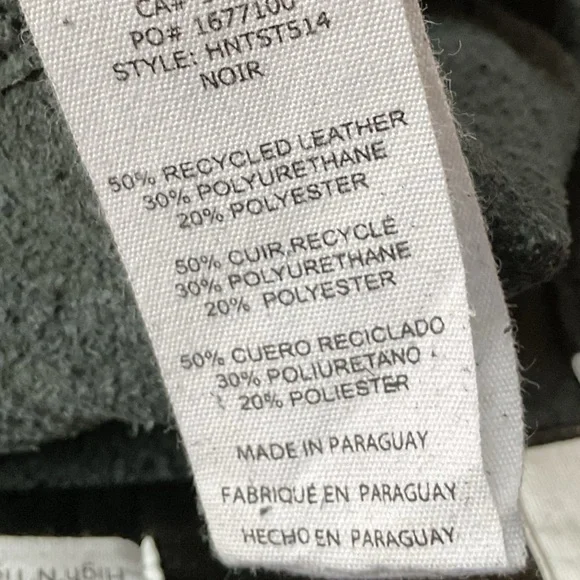 CA#
PO# 1677100
STYLE: HNTST514
NOIR
50% RECYCLED LEATHER
30% POLYURETHANE
20% POLYESTER
50% CUIR RECYCLÉ
30% POLYURETHANE
20% POLYESTER
50% CUERO RECICLADO
30% POLIURETANO
20% POLIESTER
MADE IN PARAGUAY
FABRIQUÉ EN PARAGUAY
HECHO EN PARAGUAY